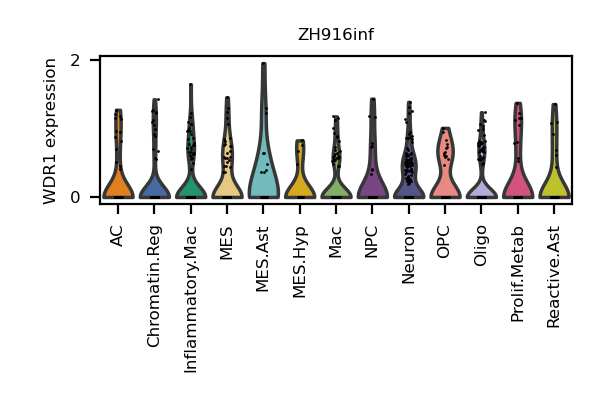 ZH916inf
WDR1 expression
2
0
AC
Chromatin.Reg
Inflammatory.Mac
MES
MES.Ast
MES.Hyp
Mac
NPC
Neuron
OPC
Oligo
Prolif.Metab
Reactive.Ast